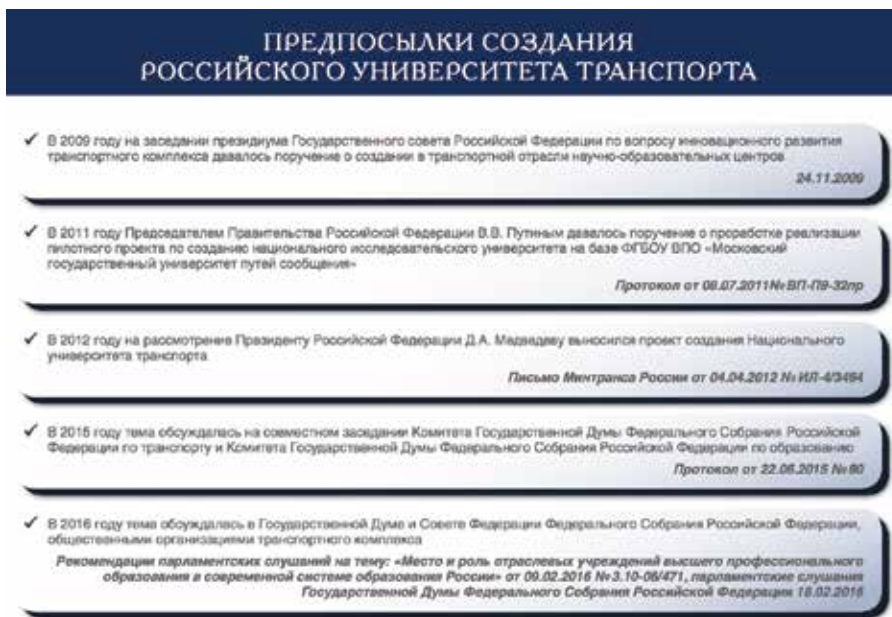 ПРЕДПОСЫЛКИ СОЗДАНИЯ
РОССИЙСКОГО УНИВЕРСИТЕТА ТРАНСПОРТА
✓ В 2009 году на заседании президиума Государственного совета Российской Федерации по вопросу инновационного развития
транспортного комплекса давалось поручение о создании в транспортной отрасли научно-образовательных центров
24.11.2009
✓ В 2011 году Председателем Правительства Российской Федерации В.В. Путиным давалось поручение о проработке реализации
пилотного проекта по созданию национального исследовательского университета на базе ФГБОУ ВПО «Московский
государственный университет путей сообщения»
Протокол от 08.07.2011№ ВП-П9-32пр
✓ В 2012 году на рассмотрение Президенту Российской Федерации Д.А. Медведеву выносился проект создания Национального
университета транспорта
Письмо Минтранса России от 04.04.2012 № ИЛ-4/3464
✓ В 2015 году тема обсуждалась на совместном заседании Комитета Государственной Думы Федерального Собрания Российской
Федерации по транспорту и Комитета Государственной Думы Федерального Собрания Российской Федерации по образованию
Протокол от 22.06.2015 № 80
✓ В 2016 году тема обсуждалась в Государственной Думе и Совете Федерации Федерального Собрания Российской Федерации,
общественными организациями транспортного комплекса
Рекомендации парламентских слушаний на тему: «Место и роль отраслевых учреждений высшего профессионального
образования в современной системе образования России» от 09.02.2016 № 3.10-06/471, парламентские слушания
Государственной Думы Федерального Собрания Российской Федерации 18.02.2016